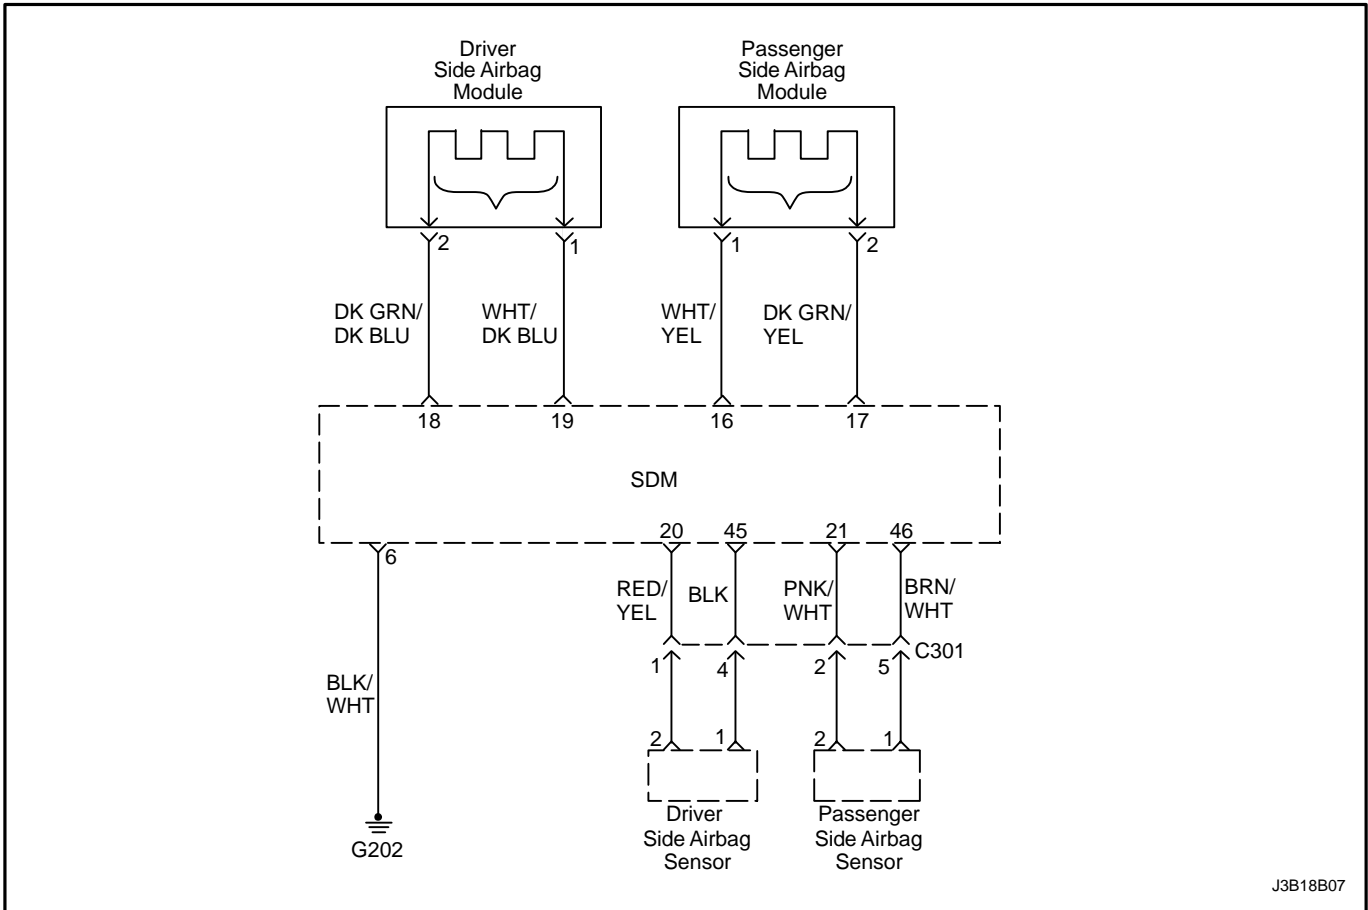 Driver
Side Airbag
Module
Passenger
Side Airbag
Module
2
1
1
2
DK GRN/
DK BLU
WHT/
DK BLU
WHT/
YEL
DK GRN/
YEL
18
19
16
17
SDM
6
20
45
21
46
RED/
YEL
BLK
PNK/
WHT
BRN/
WHT
C301
1
4
2
5
BLK/
WHT
2
1
2
1
G202
Driver
Side Airbag
Sensor
Passenger
Side Airbag
Sensor
J3B18B07